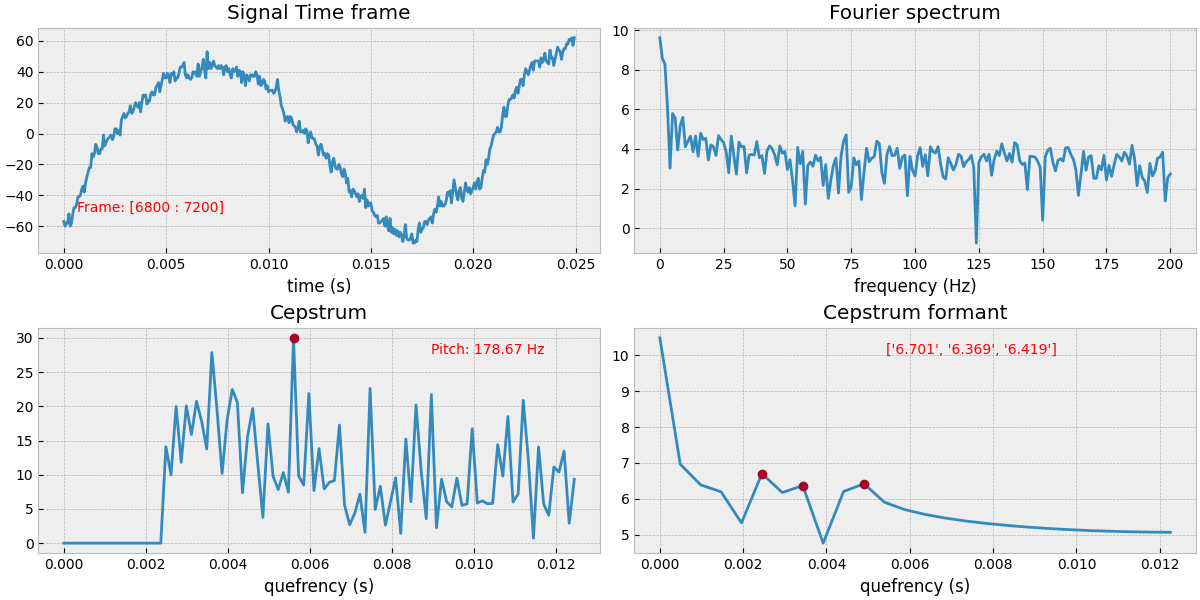 Signal Time frame
60
40
20
0
−20
−40
−60
Frame: [6800 : 7200]
0.000 0.005 0.010 0.015 0.020 0.025
time (s)
Fourier spectrum
10
8
6
4
2
0
0 25 50 75 100 125 150 175 200
frequency (Hz)
Cepstrum
30
25
20
15
10
5
0
Pitch: 178.67 Hz
0.000 0.002 0.004 0.006 0.008 0.010 0.012
quefrency (s)
Cepstrum formant
['6.701', '6.369', '6.419']
10
9
8
7
6
5
0.000 0.002 0.004 0.006 0.008 0.010 0.012
quefrency (s)